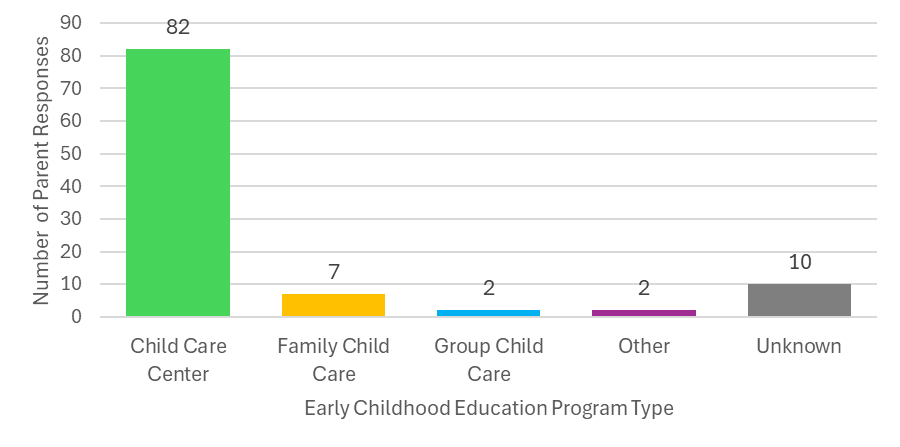 90
80
70
60
50
40
30
20
10
0
Number of Parent Responses
82
7
2
2
10
Child Care
Center
Family Child
Care
Group Child
Care
Other
Unknown
Early Childhood Education Program Type